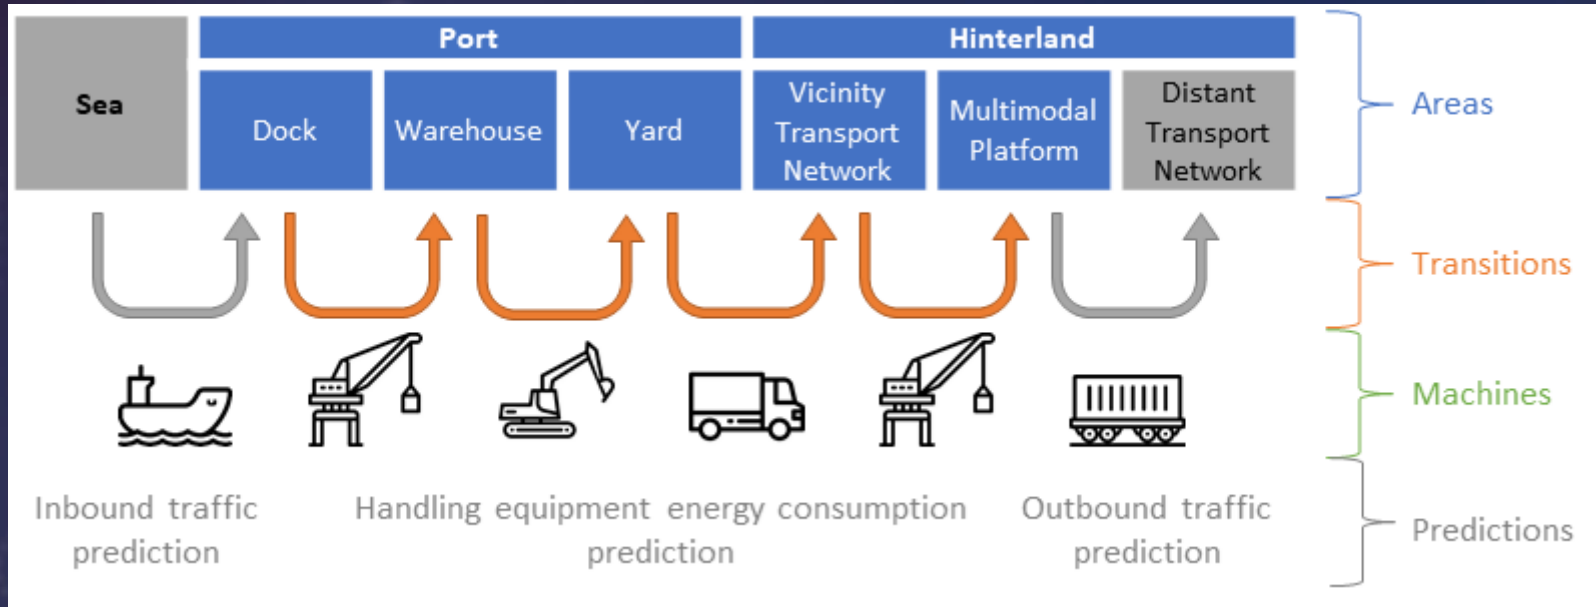 Port
Hinterland
Sea
Dock
Warehouse
Yard
Vicinity
Transport
Network
Multimodal
Platform
Distant
Transport
Network
Areas
Transitions
Machines
Inbound traffic
prediction
Handling equipment energy consumption
prediction
Outbound traffic
prediction
Predictions